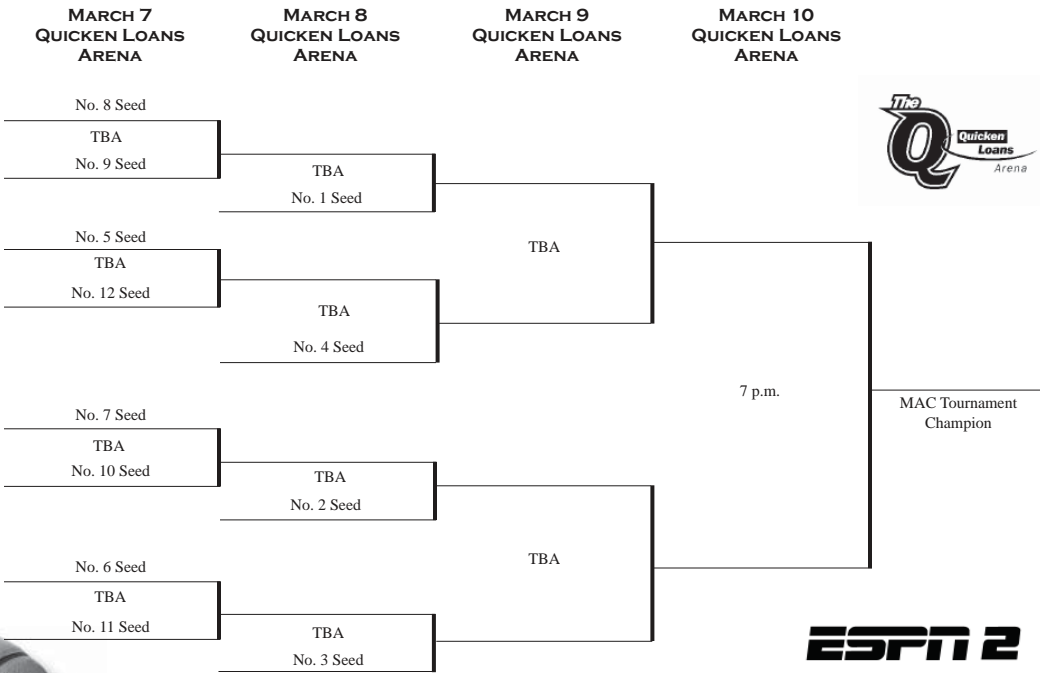 MARCH 7
QUICKEN LOANS
ARENA
MARCH 8
QUICKEN LOANS
ARENA
MARCH 9
QUICKEN LOANS
ARENA
MARCH 10
QUICKEN LOANS
ARENA
The
Q
Quicken
Loans
Arena
No. 8 Seed
TBA
No. 9 Seed
TBA
No. 1 Seed
No. 5 Seed
TBA
No. 12 Seed
TBA
No. 4 Seed
TBA
No. 7 Seed
TBA
No. 10 Seed
TBA
No. 2 Seed
No. 6 Seed
TBA
No. 11 Seed
TBA
No. 3 Seed
TBA
7 p.m.
MAC Tournament
Champion
ESPN 2